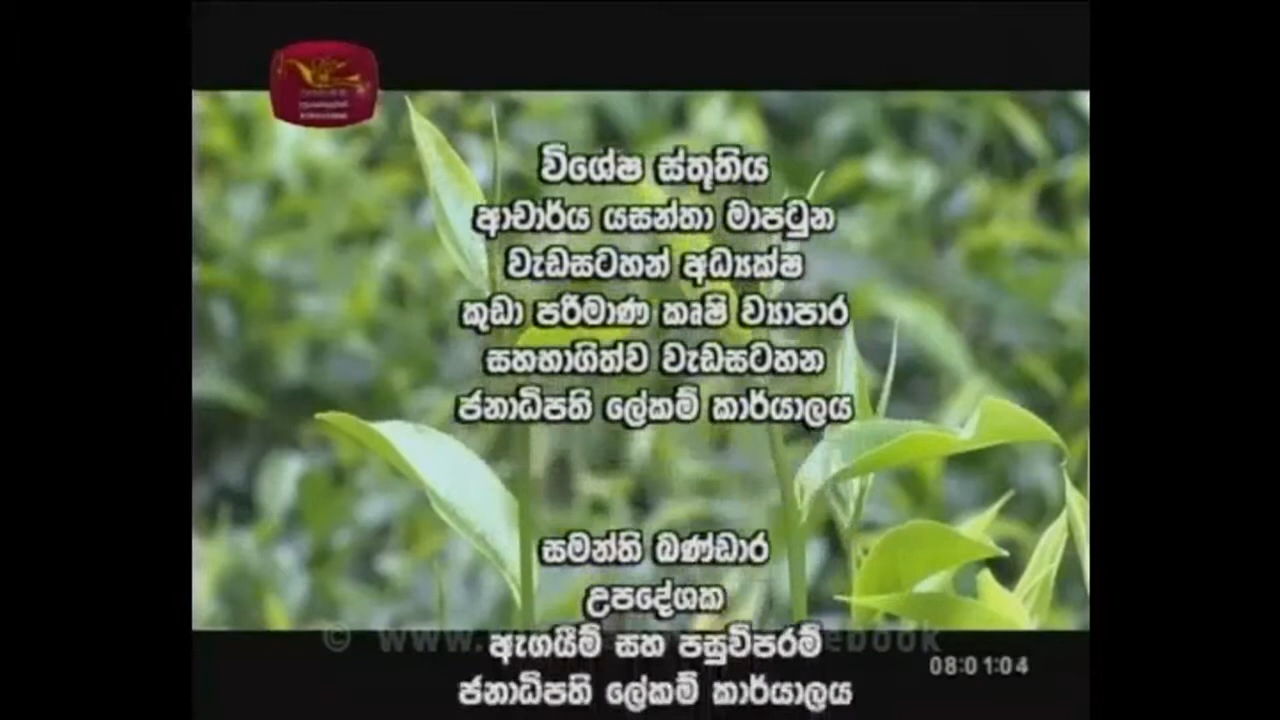 විශේෂ ස්තූතිය
ආචාර්ය යසන්තා මාපටුන
වැඩසටහන් අධ්‍යක්ෂ
කුඩා පරිමාණ කෘෂි ව්‍යාපාර
සහභාගිත්ව වැඩසටහන
ජනාධිපති ලේකම් කාර්යාලය
සමන්ති බණ්ඩාර
උපදේශක
ඇගයීම් සහ පසුවිපරම්
08:01:04
ජනාධිපති ලේකම් කාර්යාලය